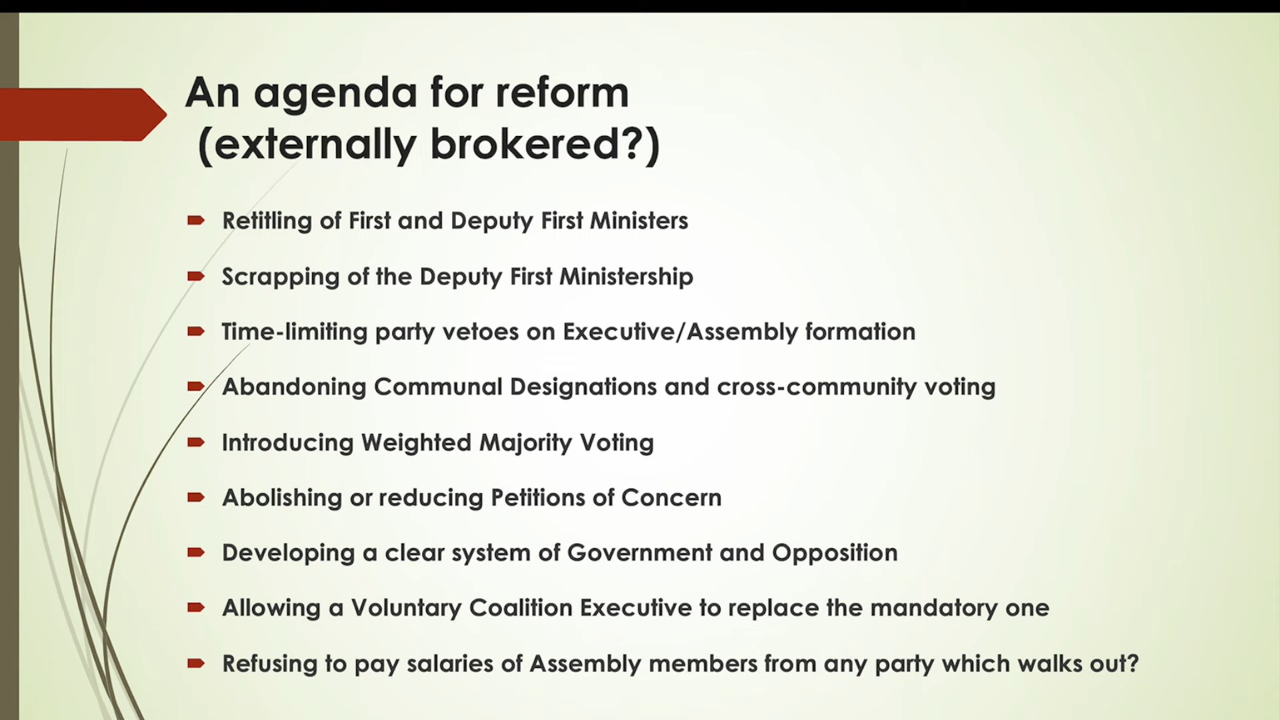 An agenda for reform
(externally brokered?)
Retitling of First and Deputy First Ministers
Scrapping of the Deputy First Ministership
Time-limiting party vetoes on Executive/Assembly formation
Abandoning Communal Designations and cross-community voting
Introducing Weighted Majority Voting
Abolishing or reducing Petitions of Concern
Developing a clear system of Government and Opposition
Allowing a Voluntary Coalition Executive to replace the mandatory one
Refusing to pay salaries of Assembly members from any party which walks out?